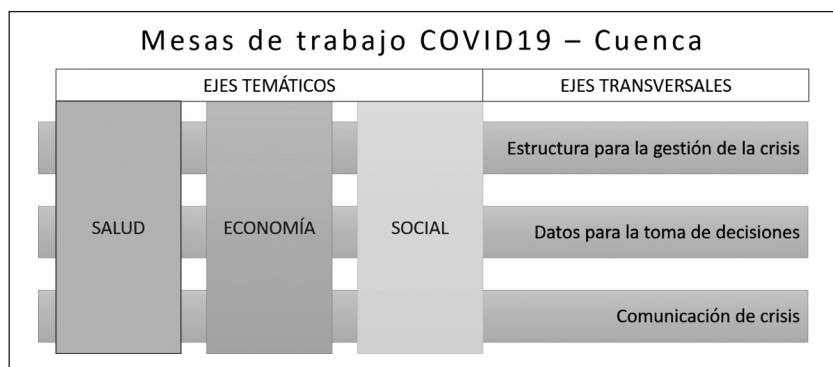 Mesas de trabajo COVID19 – Cuenca
EJES TEMÁTICOS
EJES TRANSVERSALES
SALUD
ECONOMÍA
SOCIAL
Estructura para la gestión de la crisis
Datos para la toma de decisiones
Comunicación de crisis